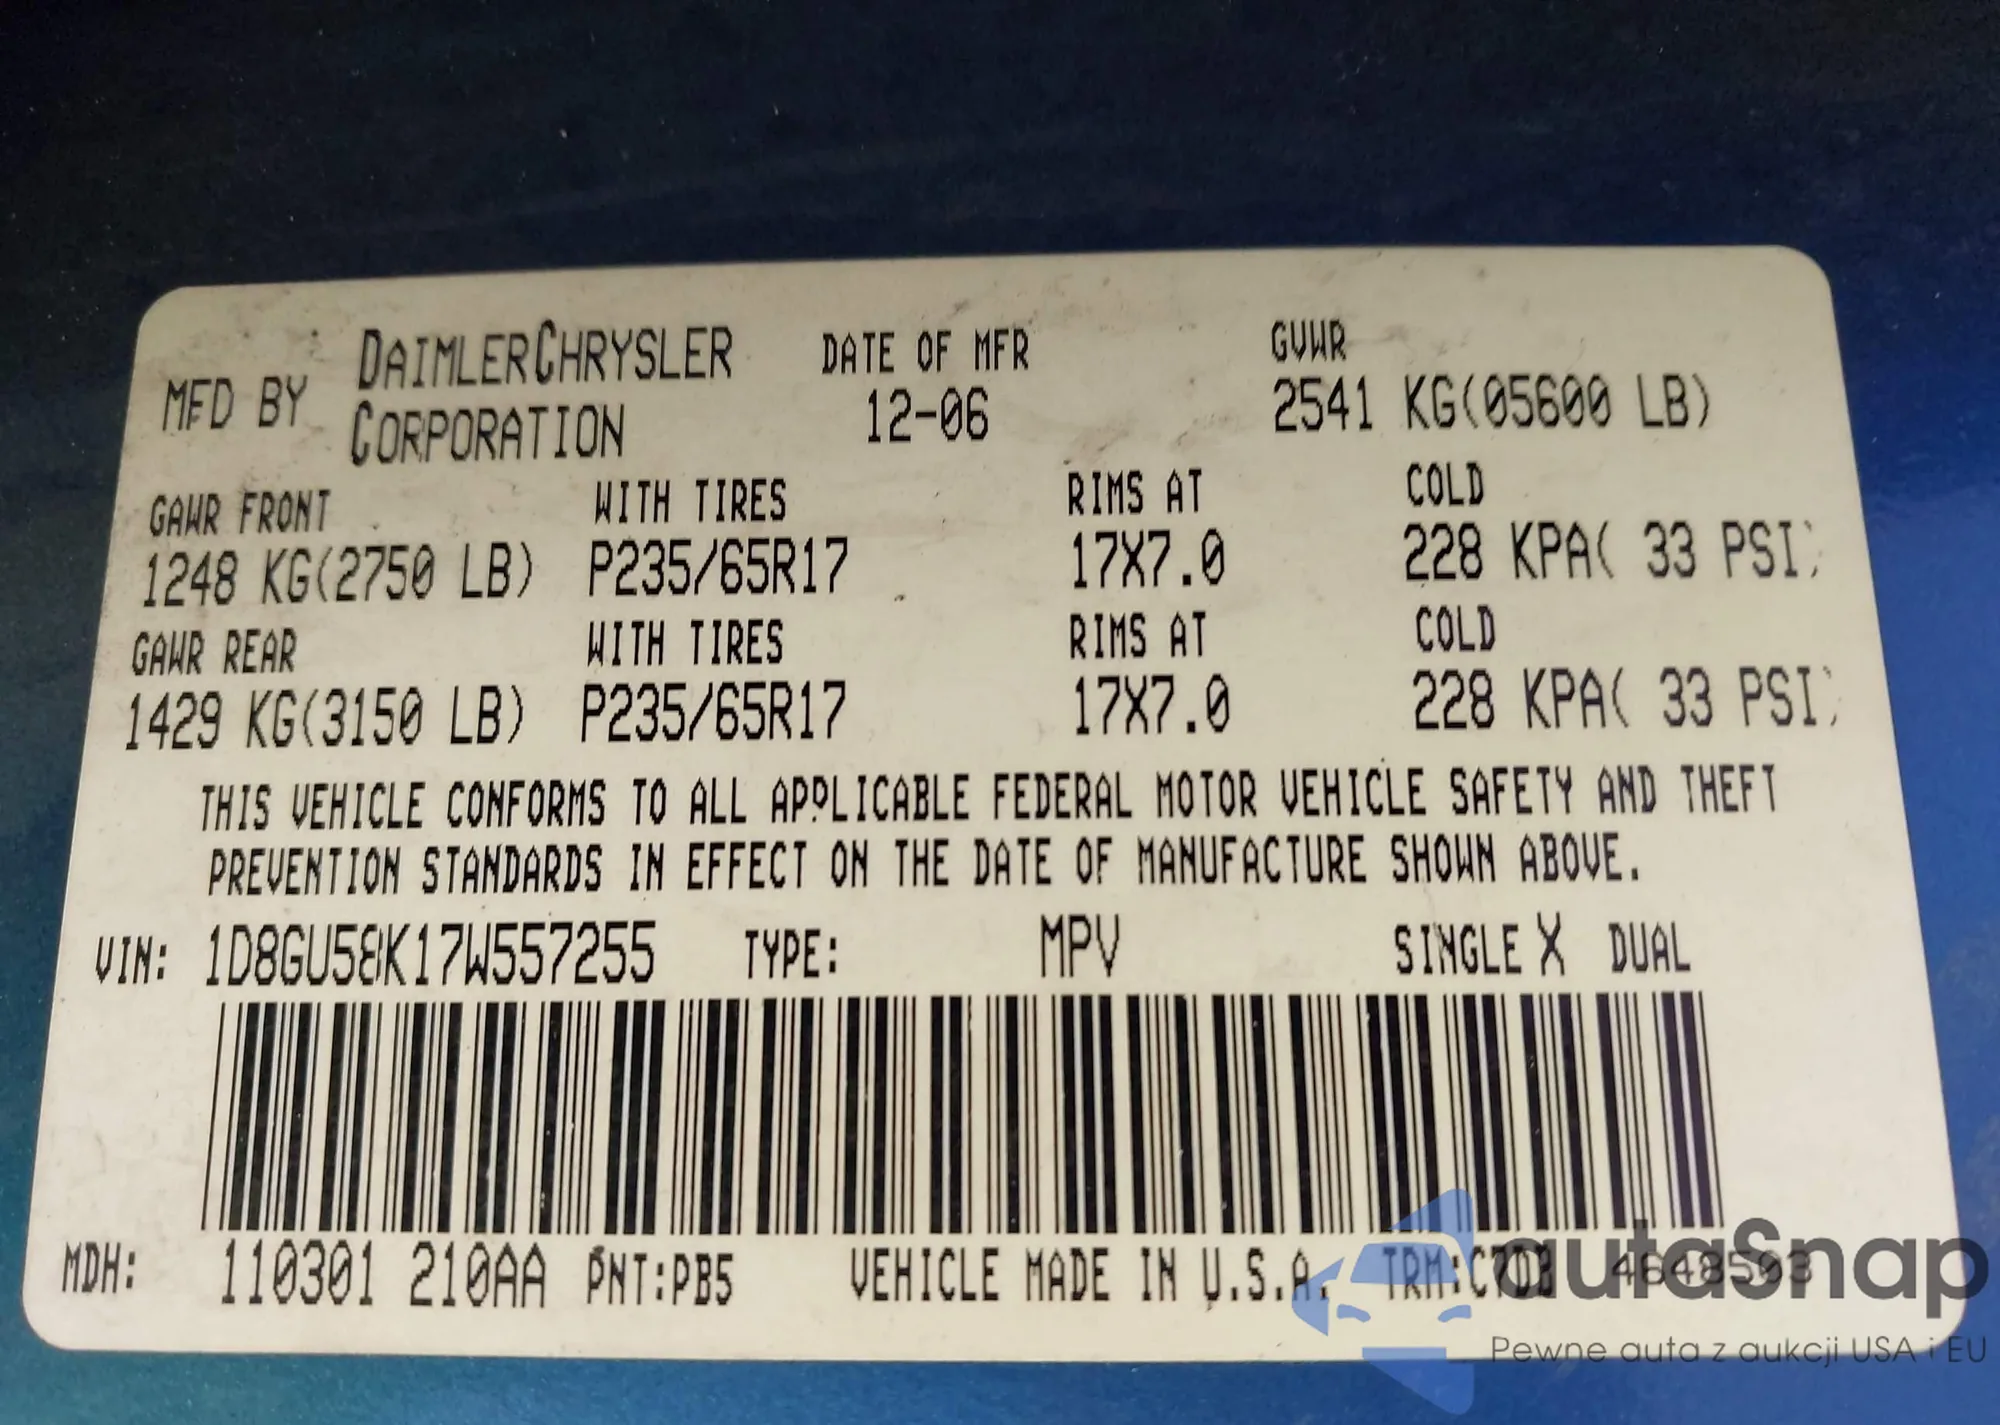 MFD BY DAIMLERCHRYSLER CORPORATION DATE OF MFR 12-06 GVWR 2541 KG(05600 LB)
GAWR FRONT WITH TIRES RIMS AT COLD
1248 KG(2750 LB) P235/65R17 17X7.0 228 KPA( 33 PSI)
GAWR REAR WITH TIRES RIMS AT COLD
1429 KG(3150 LB) P235/65R17 17X7.0 228 KPA( 33 PSI)
THIS VEHICLE CONFORMS TO ALL APPLICABLE FEDERAL MOTOR VEHICLE SAFETY AND THEFT
PREVENTION STANDARDS IN EFFECT ON THE DATE OF MANUFACTURE SHOWN ABOVE.
VIN: 1D8GU58K17W557255 TYPE: MPV SINGLE X DUAL
MDH: 110301 210AA PNT:PB5 VEHICLE MADE IN U.S.A. TRM:C7DB
autaSnap
Pewne auta z aukcji USA i EU